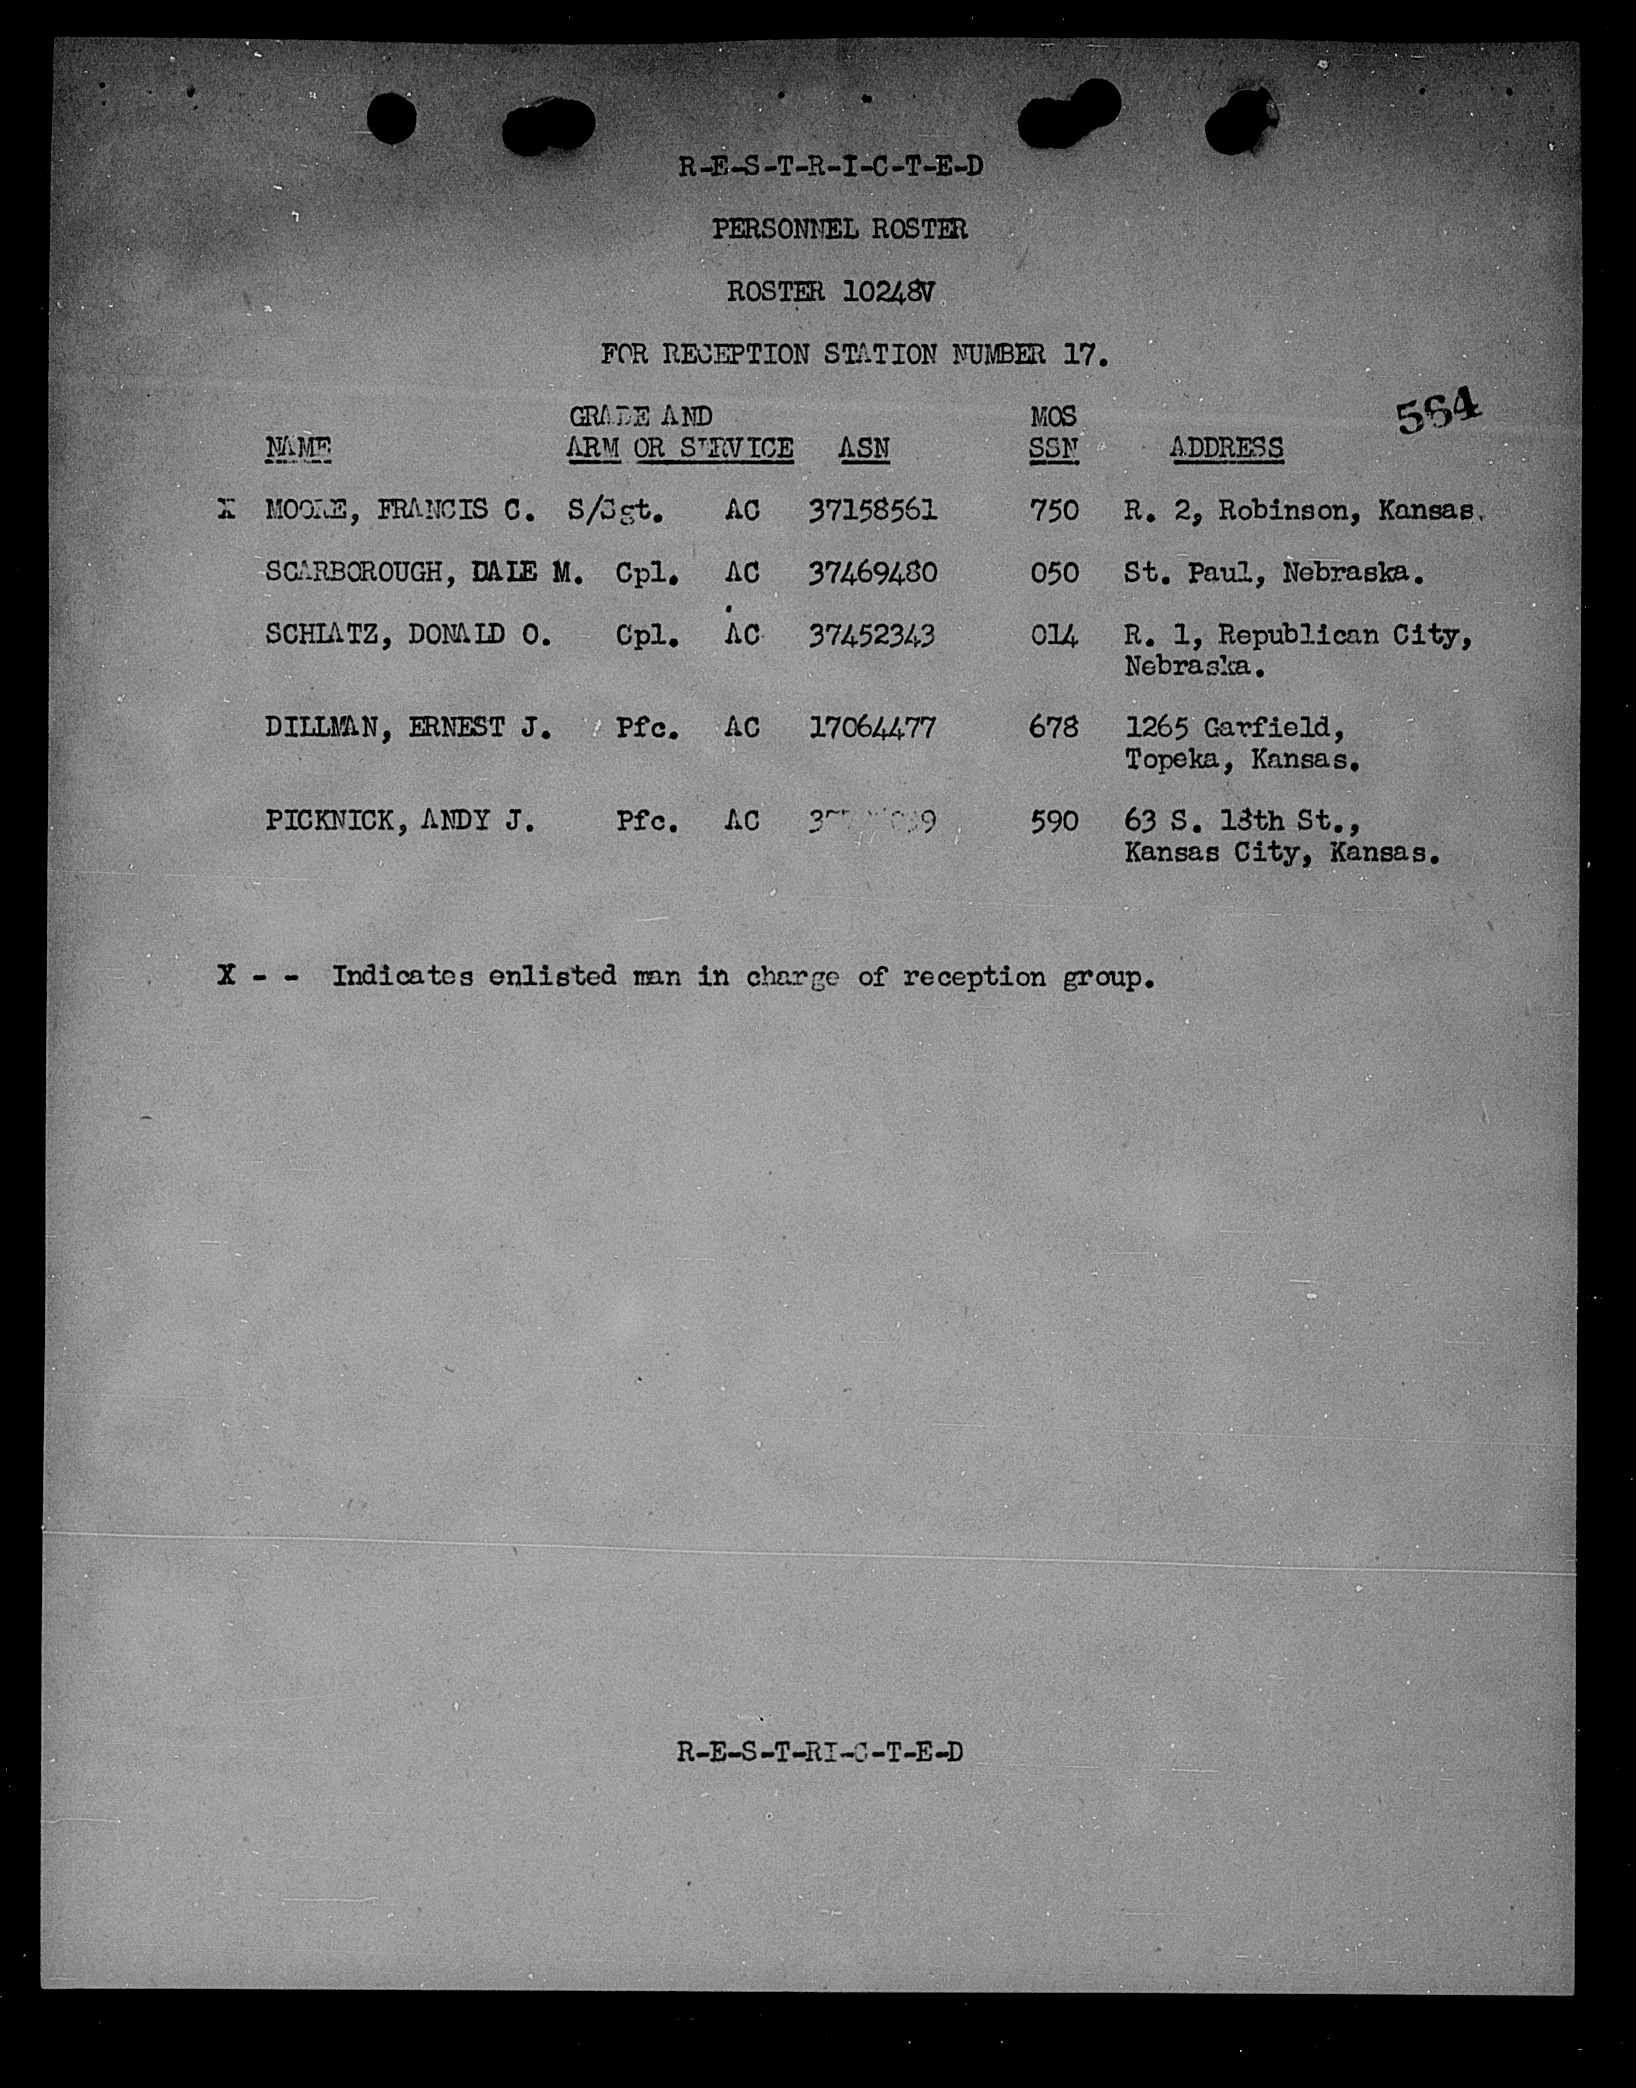 R-E-S-T-R-I-C-T-E-D
PERSONNEL ROSTER
ROSTER 10248V
FOR RECEPTION STATION NUMBER 17.
564
GRADE AND MOS
NAME ARM OR SERVICE ASN SSN ADDRESS
X MOORE, FRANCIS C. S/Sgt. AC 37158561 750 R. 2, Robinson, Kansas.
SCARBOROUGH, DALE M. Cpl. AC 37469480 050 St. Paul, Nebraska.
SCHLATZ, DONALD O. Cpl. AC 37452343 014 R. 1, Republican City,
Nebraska.
DILLMAN, ERNEST J. Pfc. AC 17064477 678 1265 Garfield,
Topeka, Kansas.
PICKNICK, ANDY J. Pfc. AC 590 63 S. 18th St.,
Kansas City, Kansas.
X - - Indicates enlisted man in charge of reception group.
R-E-S-T-RI-C-T-E-D